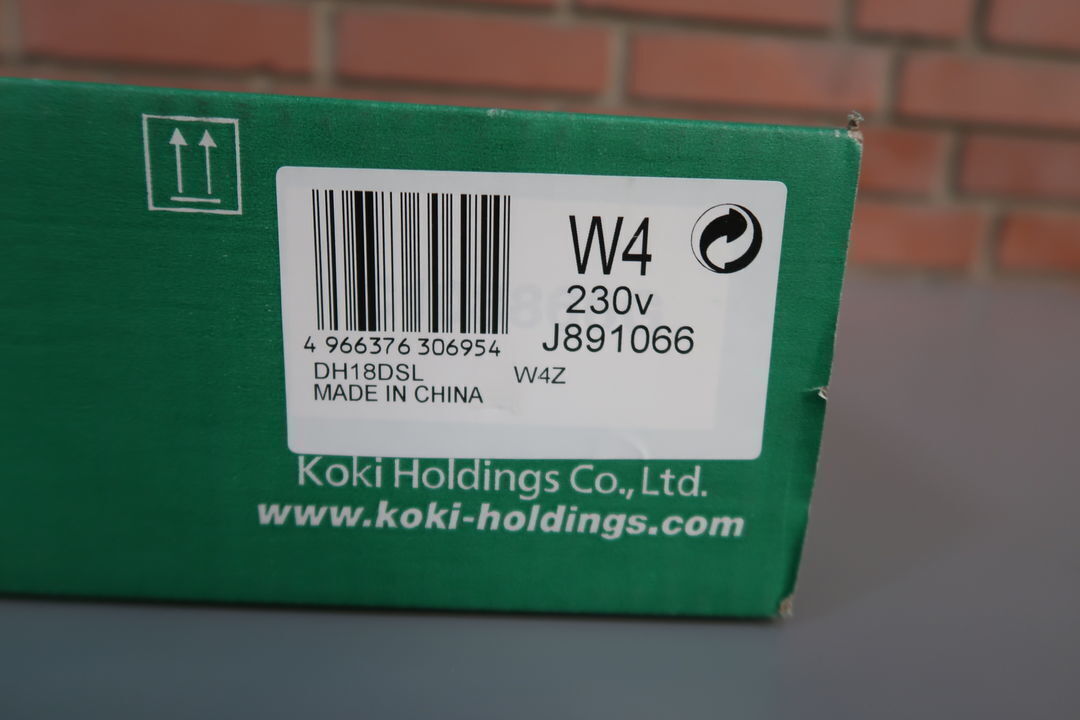 W4
230v
J891066
4 966376 306954
DH18DSL W4Z
MADE IN CHINA
Koki Holdings Co., Ltd.
www.koki-holdings.com